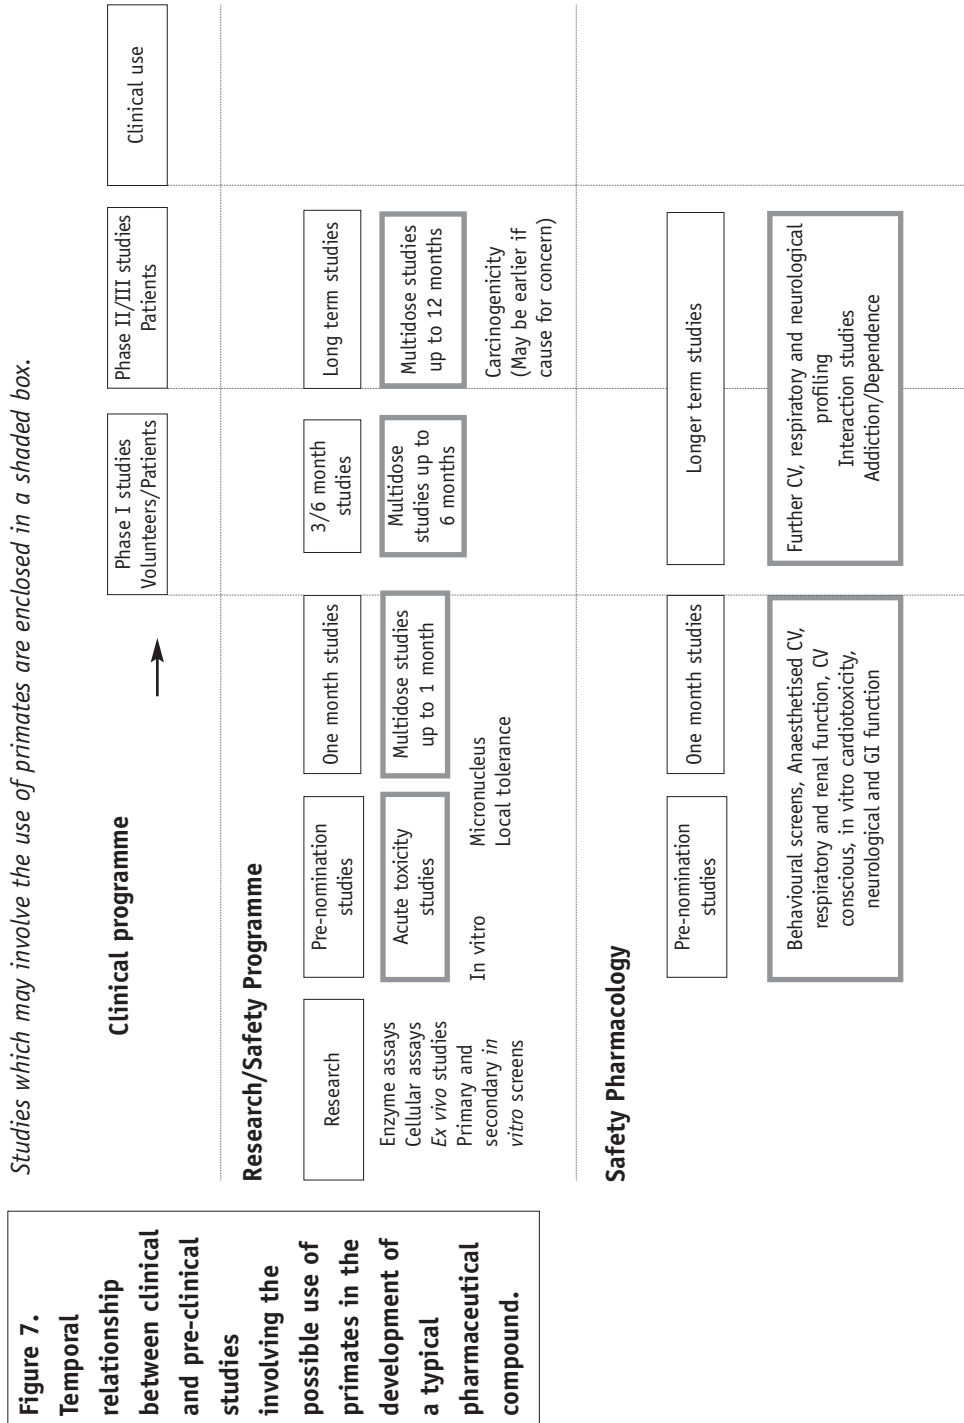 Figure 7.
Temporal
relationship
between clinical
and pre-clinical
studies
involving the
possible use of
primates in the
development of
a typical
pharmaceutical
compound.
Studies which may involve the use of primates are enclosed in a shaded box.
Clinical programme
Phase I studies
Volunteers/Patients
Phase II/III studies
Patients
Clinical use
Research/Safety Programme
Research
Pre-nomination
studies
One month studies
3/6 month
studies
Long term studies
Enzyme assays
Cellular assays
Ex vivo studies
Primary and
secondary in
vitro screens
Acute toxicity
studies
Multidose studies
up to 1 month
Multidose
studies up to
6 months
Multidose studies
up to 12 months
In vitro
Micronucleus
Local tolerance
Carcinogenicity
(May be earlier if
cause for concern)
Safety Pharmacology
Pre-nomination
studies
One month studies
Longer term studies
Behavioural screens, Anaesthetised CV,
respiratory and renal function, CV
conscious, in vitro cardiotoxicity,
neurological and GI function
Further CV, respiratory and neurological
profiling
Interaction studies
Addiction/Dependence